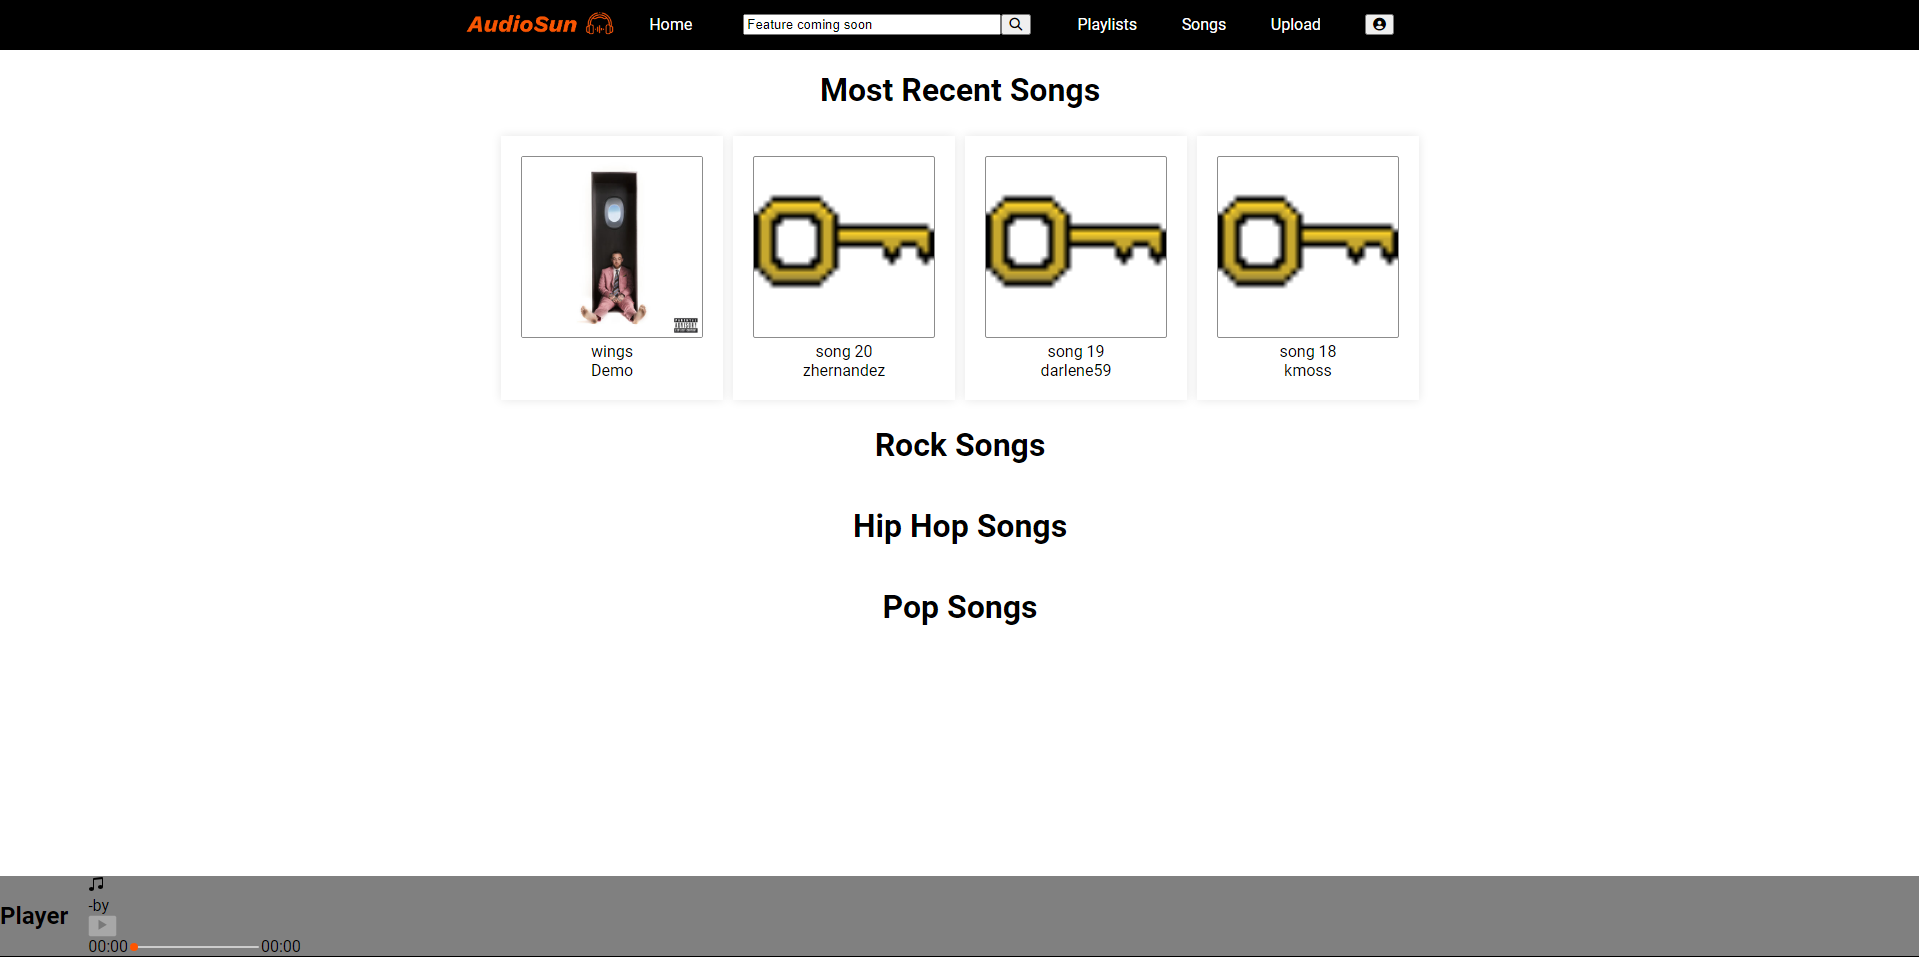 AudioSun
Home
Feature coming soon
Playlists
Songs
Upload
Most Recent Songs
wings
Demo
song 20
zhernandez
song 19
darlene59
song 18
kmoss
Rock Songs
Hip Hop Songs
Pop Songs
Player
-by
00:00
00:00